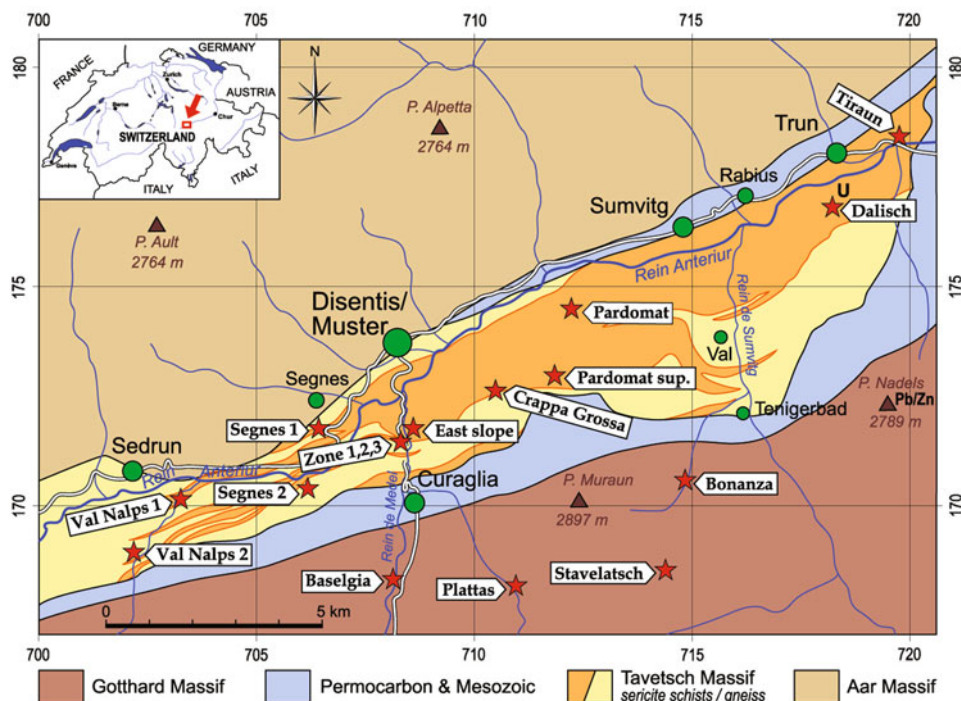 700
705
710
715
720
180
175
170
180
175
170
FRANCE
GERMANY
AUSTRIA
ITALY
ITALY
Zurich
Berne
Chur
Genève
SWITZERLAND
N
P. Alpetta
2764 m
P. Ault
2764 m
Tiraun
Trun
Rabius
U
Dalisch
Sumvitg
Rein Anteriur
Rein de Sumvitg
Disentis/
Muster
Pardomat
Val
Segnes
Pardomat sup.
P. Nadels
Pb/Zn
2789 m
Crappa Grossa
Tenigerbad
Segnes 1
East slope
Zone 1,2,3
Sedrun
Rein Anteriur
Segnes 2
Curaglia
P. Muraun
2897 m
Bonanza
Val Nalps 1
Rein de Medel
Val Nalps 2
Baselgia
Plattas
Stavelatsch
0 5 km
700
705
710
715
720
Gotthard Massif
Permocarbon & Mesozoic
Tavetsch Massif
sericite schists / gneiss
Aar Massif